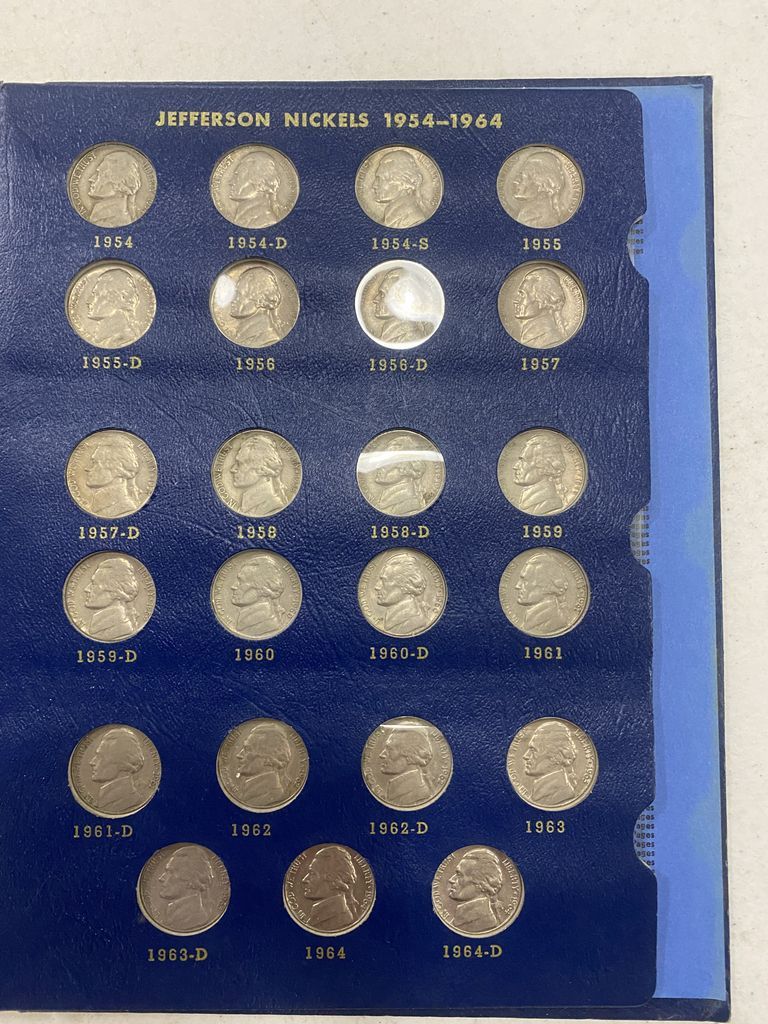 JEFFERSON NICKELS 1954–1964
1954 1954-D 1954-S 1955
1955-D 1956 1956-D 1957
1957-D 1958 1958-D 1959
1959-D 1960 1960-D 1961
1961-D 1962 1962-D 1963
1963-D 1964 1964-D